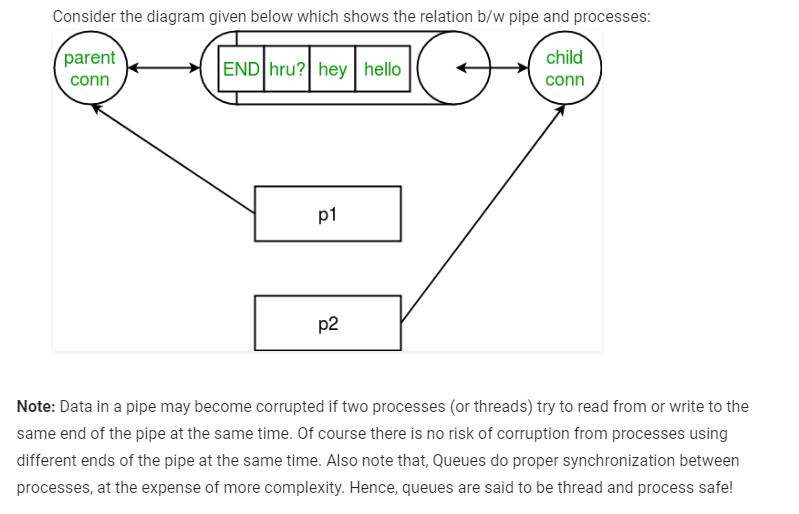 Consider the diagram given below which shows the relation b/w pipe and processes:
parent
conn
END hru? hey hello
child
conn
p1
p2
Note: Data in a pipe may become corrupted if two processes (or threads) try to read from or write to the
same end of the pipe at the same time. Of course there is no risk of corruption from processes using
different ends of the pipe at the same time. Also note that, Queues do proper synchronization between
processes, at the expense of more complexity. Hence, queues are said to be thread and process safe!